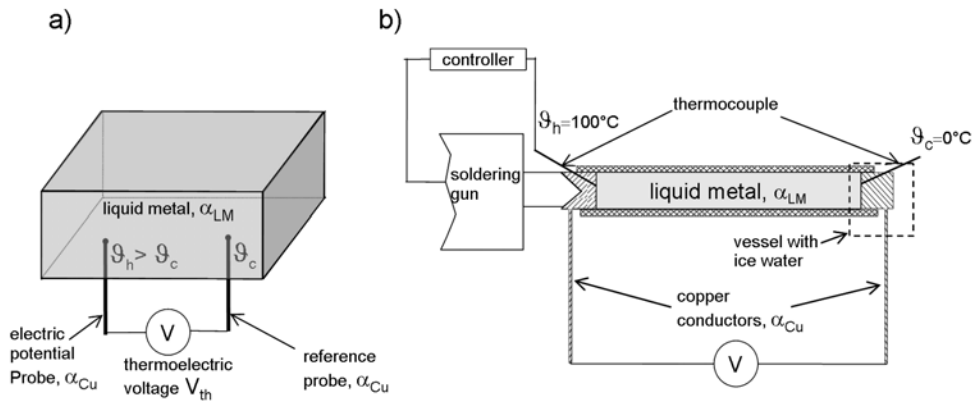 a)
liquid metal, αLM
ϑh > ϑc
ϑc
V
electric
potential
Probe, αCu
thermoelectric
voltage Vth
reference
probe, αCu
b)
controller
thermocouple
ϑh=100°C
ϑc=0°C
soldering
gun
liquid metal, αLM
vessel with
ice water
copper
conductors, αCu
V